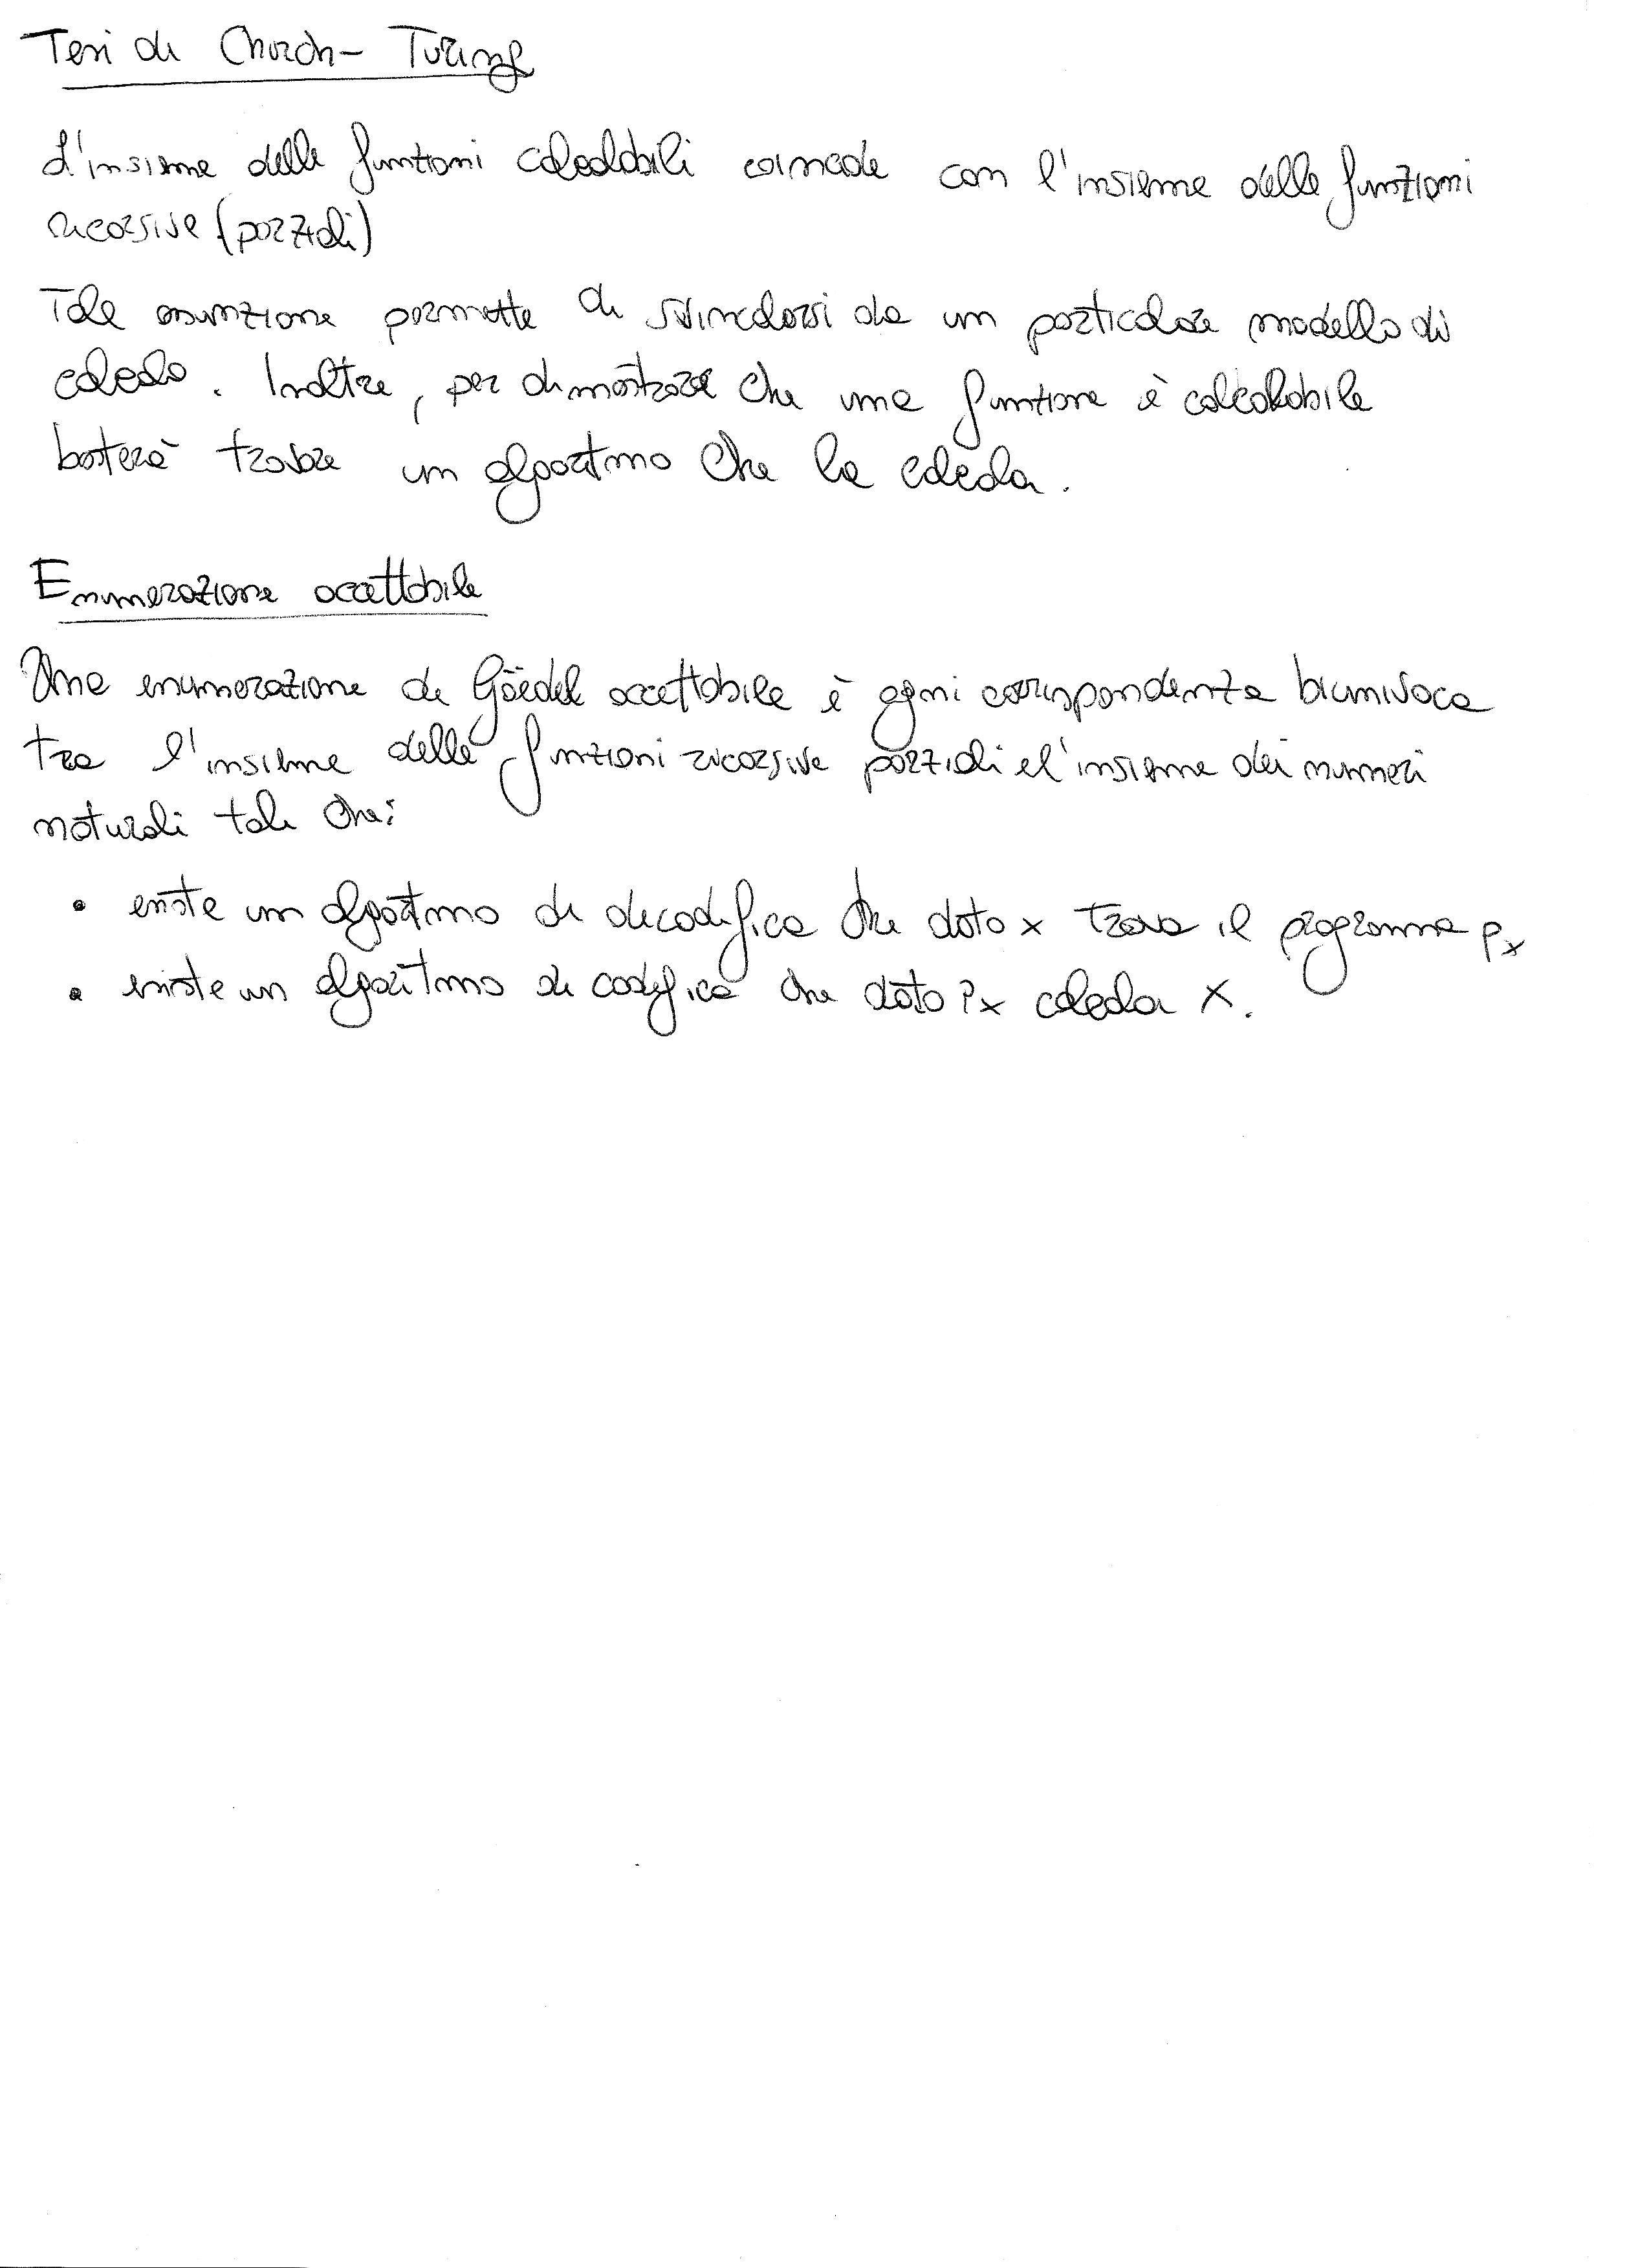 Tesi di Church-Turing
L'insieme delle funzioni calcolabili coincide con l'insieme delle funzioni
ricorsive (parziali)
Tale assunzione permette di svincolarsi da un particolare modello di
calcolo. Inoltre, per dimostrare che una funzione è calcolabile
basterà trovare un algoritmo che la calcola.
Enumerazione accettabile
Una enumerazione di Göedel accettabile è ogni corrispondenza biunivoca
tra l'insieme delle funzioni ricorsive parziali e l'insieme dei numeri
naturali tale che:
• esiste un algoritmo di decodifica che dato x trova il programma Px
• esiste un algoritmo di codifica che dato Px calcola x.